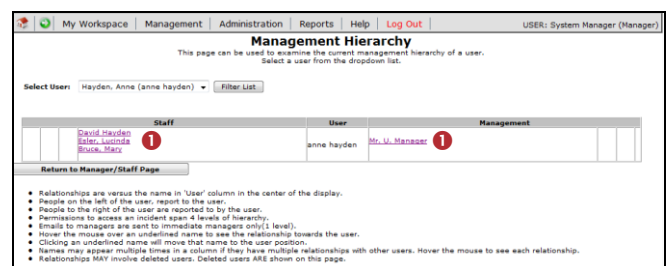 My Workspace Management Administration Reports Help Log Out USER: System Manager (Manager)
Management Hierarchy
This page can be used to examine the current management hierarchy of a user.
Select a user from the dropdown list.
Select User: Hayden, Anne (anne hayden) Filter List
Staff User Management
David Hayden
Esler, Lucinda
Bruce, Mary
1
anne hayden
Mr. U. Manager 1
Return to Manager/Staff Page
• Relationships are versus the name in 'User' column in the center of the display.
• People on the left of the user, report to the user.
• People to the right of the user are reported to by the user.
• Permissions to access an incident span 4 levels of hierarchy.
• Emails to managers are sent to immediate managers only(1 level).
• Hover the mouse over an underlined name to see the relationship towards the user.
• Clicking an underlined name will move that name to the user position.
• Names may appear multiple times in a column if they have multiple relationships with other users. Hover the mouse to see each relationship.
• Relationships MAY involve deleted users. Deleted users ARE shown on this page.